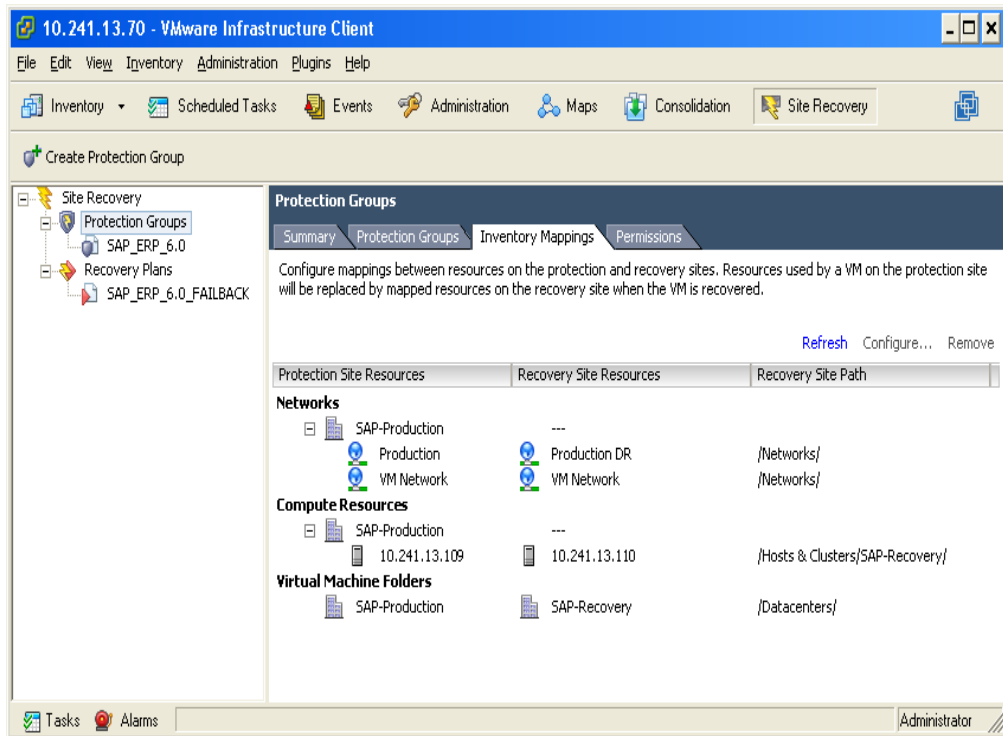 10.241.13.70 - VMware Infrastructure Client
File Edit View Inventory Administration Plugins Help
Inventory Scheduled Tasks Events Administration Maps Consolidation Site Recovery
Create Protection Group
Site Recovery
Protection Groups
SAP_ERP_6.0
Recovery Plans
SAP_ERP_6.0_FAILBACK
Protection Groups
Summary Protection Groups Inventory Mappings Permissions
Configure mappings between resources on the protection and recovery sites. Resources used by a VM on the protection site
will be replaced by mapped resources on the recovery site when the VM is recovered.
Refresh Configure... Remove
Protection Site Resources Recovery Site Resources Recovery Site Path
Networks
SAP-Production ---
Production Production DR /Networks/
VM Network VM Network /Networks/
Compute Resources
SAP-Production ---
10.241.13.109 10.241.13.110 /Hosts & Clusters/SAP-Recovery/
Virtual Machine Folders
SAP-Production SAP-Recovery /Datacenters/
Tasks Alarms Administrator